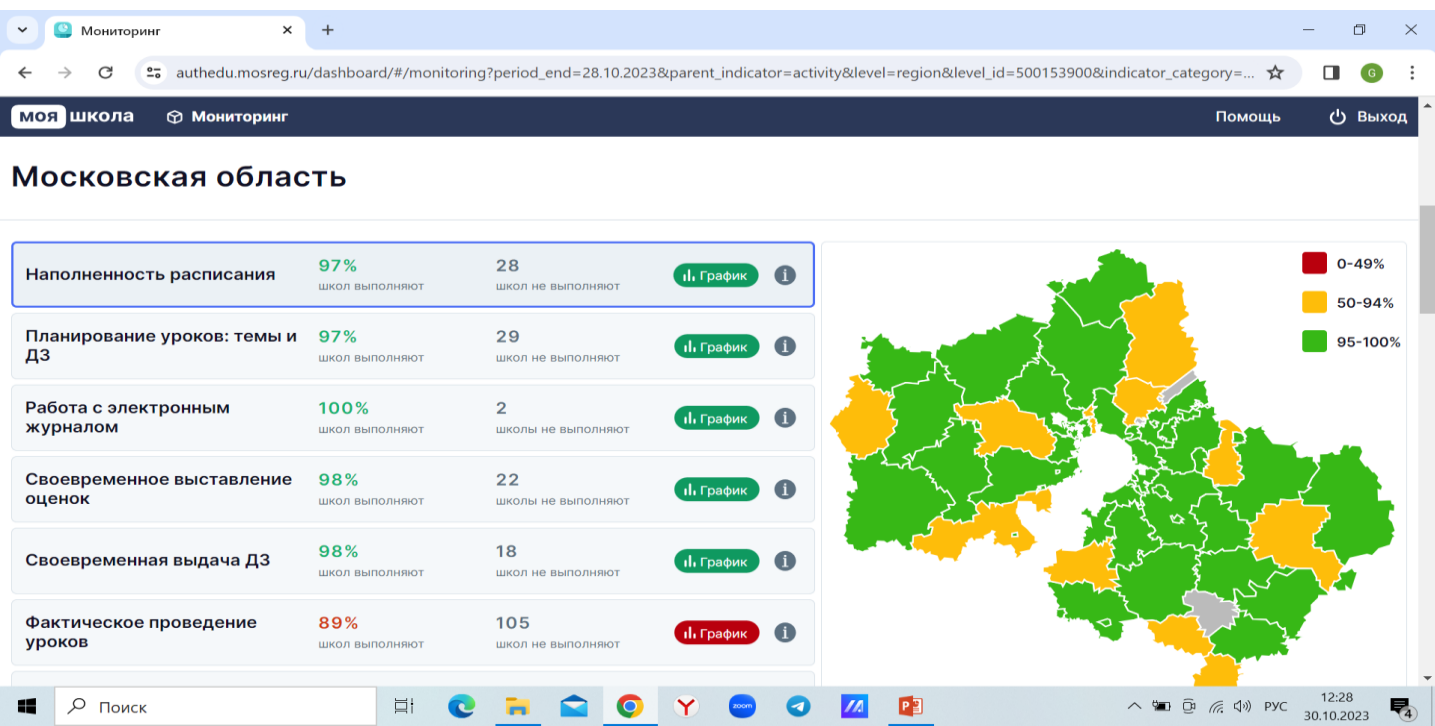 Мониторинг
authedu.mosreg.ru/dashboard/#/monitoring?period_end=28.10.2023&parent_indicator=activity&level=region&level_id=500153900&indicator_category=...
G
моя школа
Мониторинг
Помощь
Выход
Московская область
Наполненность расписания
97%
школ выполняют
28
школ не выполняют
График
Планирование уроков: темы и
ДЗ
97%
школ выполняют
29
школ не выполняют
График
Работа с электронным
журналом
100%
школ выполняют
2
школы не выполняют
График
Своевременное выставление
оценок
98%
школ выполняют
22
школы не выполняют
График
Своевременная выдача ДЗ
98%
школ выполняют
18
школ не выполняют
График
Фактическое проведение
уроков
89%
школ выполняют
105
школ не выполняют
График
0-49%
50-94%
95-100%
Поиск
zoom
РУС
12:28
30.10.2023
4